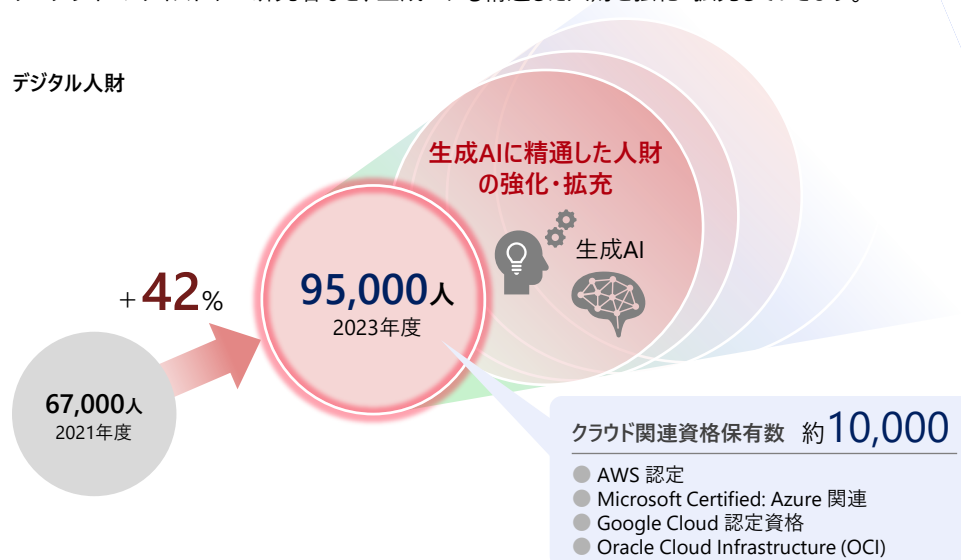 デジタル人財
生成AIに精通した人財
の強化・拡充
生成AI
+42%
95,000人
2023年度
67,000人
2021年度
クラウド関連資格保有数 約10,000
AWS 認定
Microsoft Certified: Azure 関連
Google Cloud 認定資格
Oracle Cloud Infrastructure (OCI)